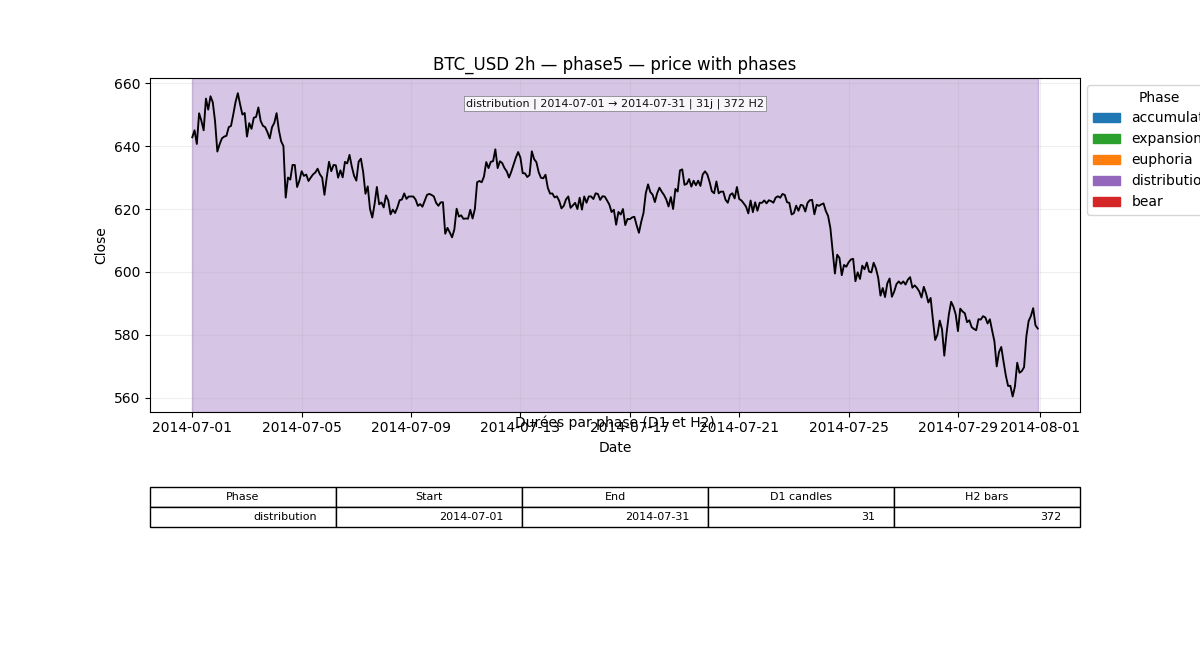 BTC_USD 2h — phase5 — price with phases
distribution | 2014-07-01 → 2014-07-31 | 31j | 372 H2
Phase
accumulat
expansion
euphoria
distributio
bear
Close
660
640
620
600
580
560
2014-07-01 2014-07-05 2014-07-09 2014-07-13 2014-07-17 2014-07-21 2014-07-25 2014-07-29 2014-08-01
Durées par phase (D1 et H2)
Date
Phase Start End D1 candles H2 bars
distribution 2014-07-01 2014-07-31 31 372